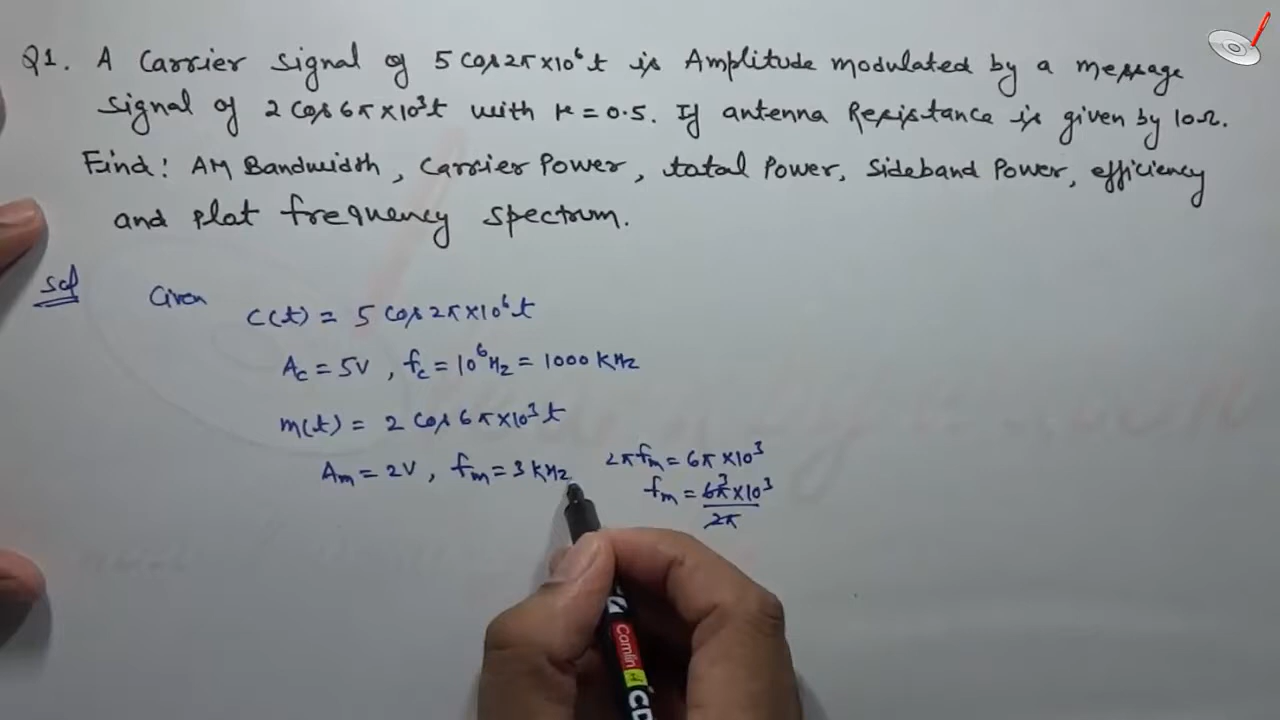 Q1. A Carrier signal of 5 cos 2π×10⁶t is Amplitude modulated by a message
signal of 2 cos 6π×10³t with μ = 0.5. If antenna Resistance is given by 10Ω.
Find: AM Bandwidth, Carrier Power, total Power, Sideband Power, efficiency
and plot frequency spectrum.
Sol Given
C(t) = 5 cos 2π×10⁶t
Ac = 5V, fc = 10⁶Hz = 1000 KHz
m(t) = 2 cos 6π×10³t
Am = 2V, fm = 3 KHz
2πfm = 6π×10³
fm = 6π³×10³
2π
Comlin
CD